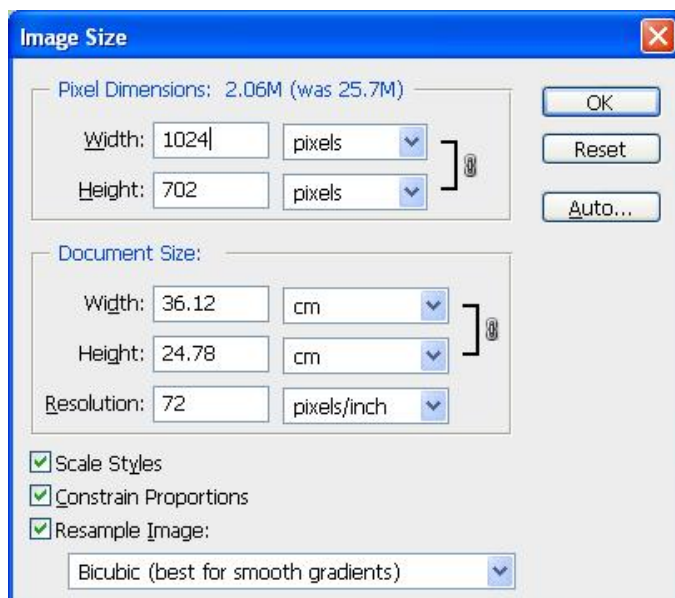 Image Size
Pixel Dimensions: 2.06M (was 25.7M)
Width: 1024 pixels
Height: 702 pixels
OK
Reset
Auto...
Document Size:
Width: 36.12 cm
Height: 24.78 cm
Resolution: 72 pixels/inch
Scale Styles
Constrain Proportions
Resample Image:
Bicubic (best for smooth gradients)